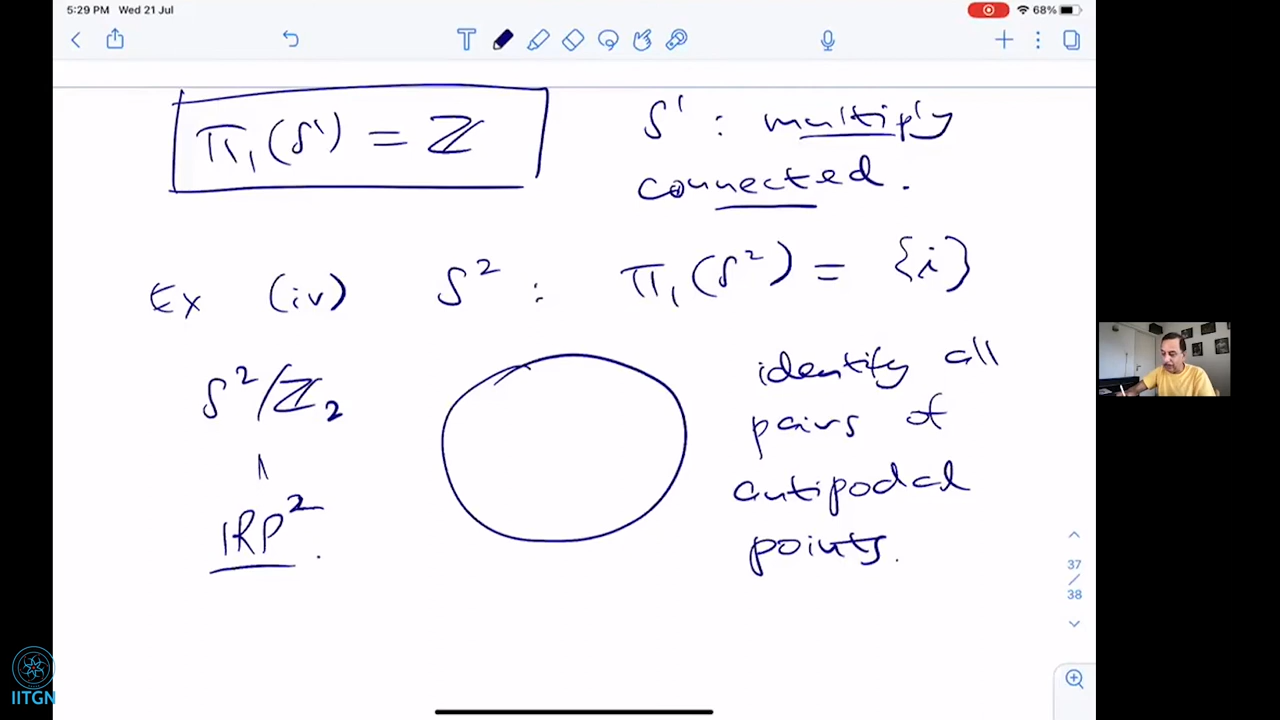 5:29 PM Wed 21 Jul
68%
π₁(S¹) = ℤ
S¹ : multiply
connected.
Ex (iv) S² : π₁(S²) = {i}
S²/ℤ₂
ℝP².
identify all
pairs of
antipodal
points.
37
/
38
IITGN